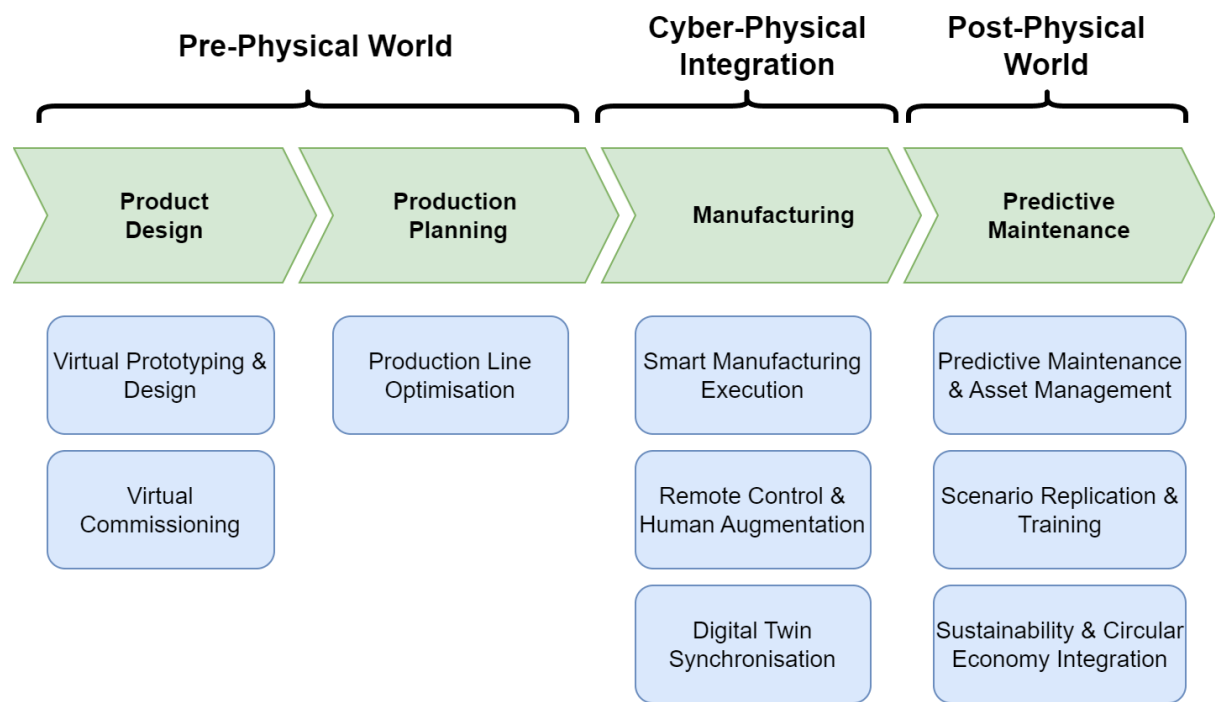 Pre-Physical World
Cyber-Physical
Integration
Post-Physical
World
Product
Design
Production
Planning
Manufacturing
Predictive
Maintenance
Virtual Prototyping &
Design
Production Line
Optimisation
Smart Manufacturing
Execution
Predictive Maintenance
& Asset Management
Virtual
Commissioning
Remote Control &
Human Augmentation
Scenario Replication &
Training
Digital Twin
Synchronisation
Sustainability & Circular
Economy Integration